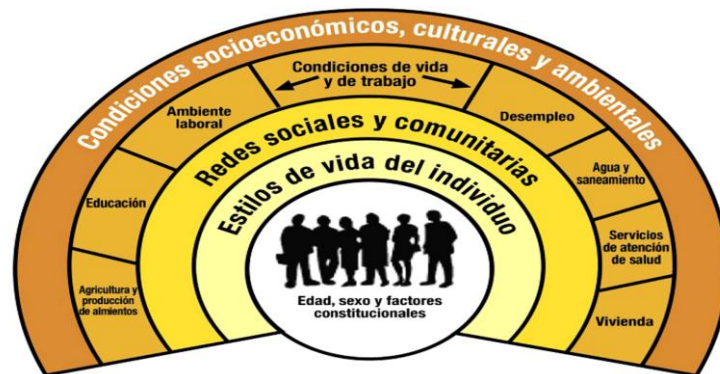 Condiciones socioeconómicos, culturales y ambientales
Condiciones de vida
y de trabajo
Ambiente
laboral
Desempleo
Redes sociales y comunitarias
Agua y
saneamiento
Estilos de vida del individuo
Educación
Servicios
de atención
de salud
Agricultura y
producción
de almientos
Edad, sexo y factores
constitucionales
Vivienda